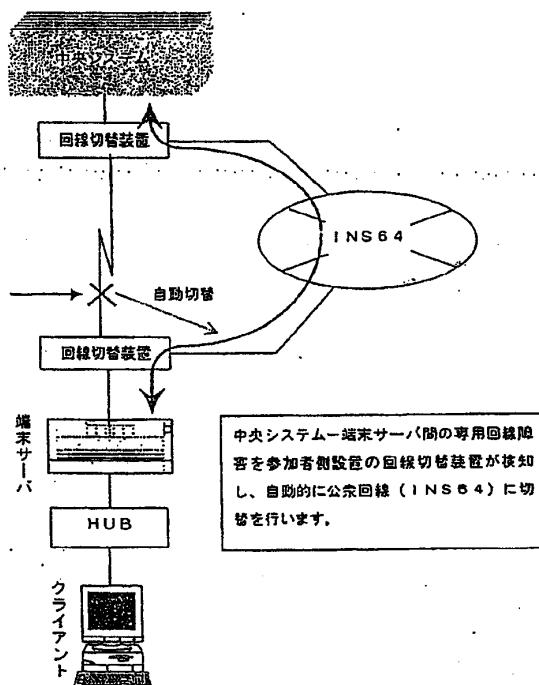 中央システム
回線切替装置
INS64
自動切替
回線切替装置
端末サーバ
中央システム－端末サーバ間の専用回線障
害を参加者側設置の回線切替装置が検知
し、自動的に公衆回線（INS64）に切
替を行います。
HUB
クライアント